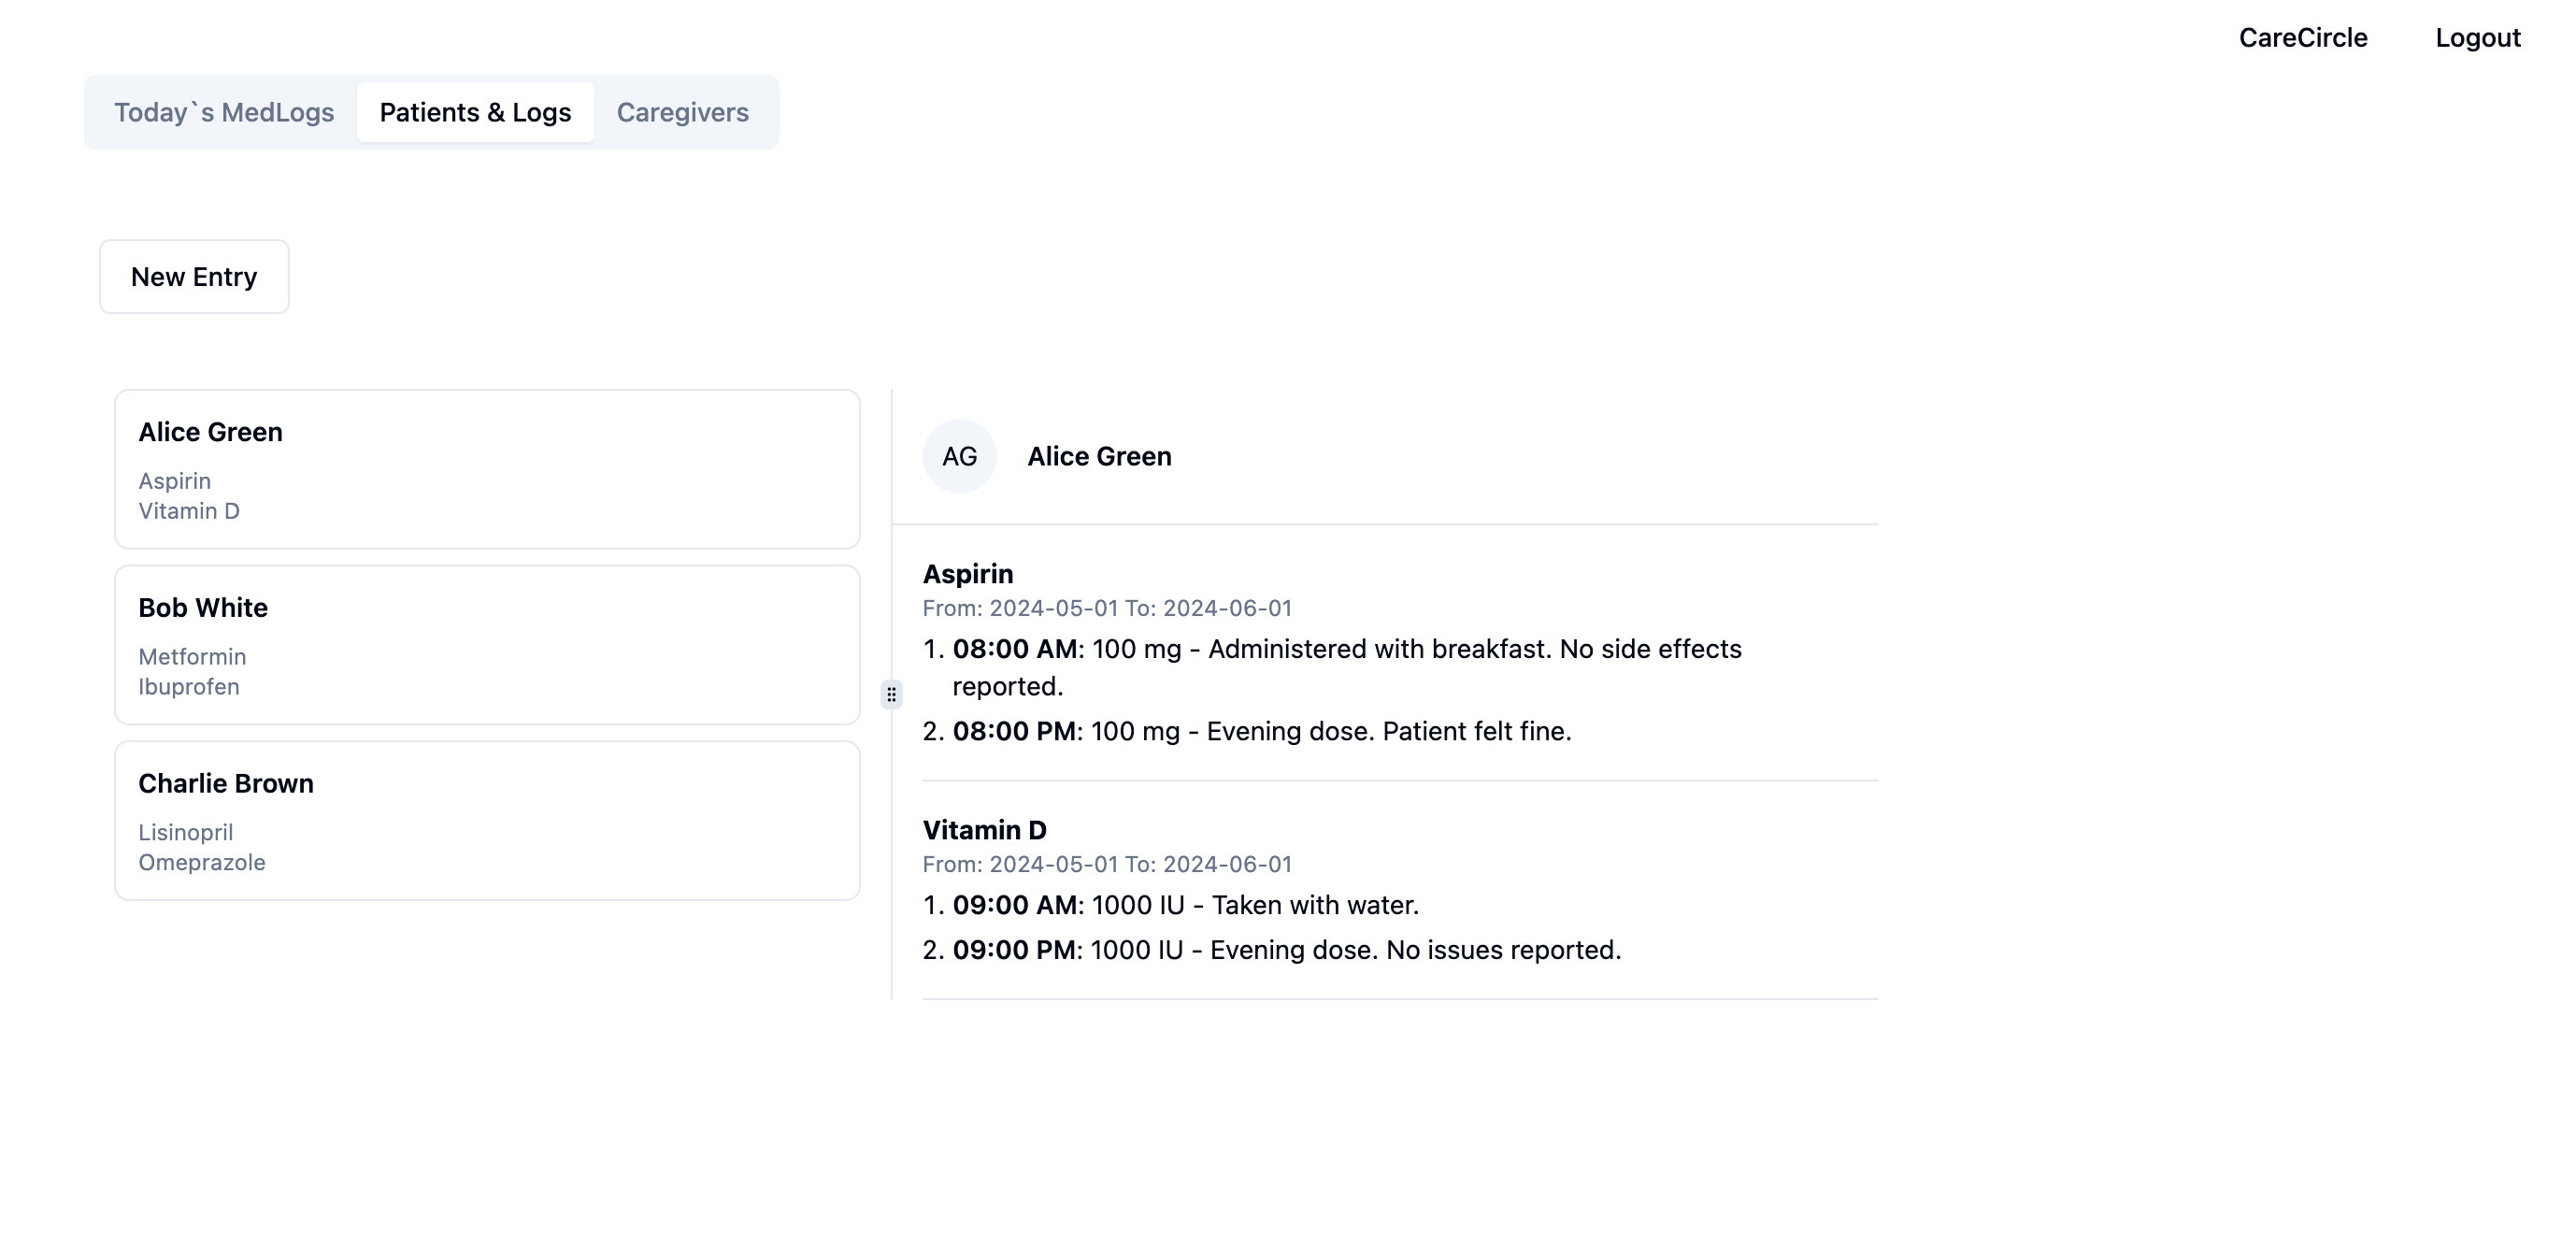 CareCircle
Logout
Today`s MedLogs
Patients & Logs
Caregivers
New Entry
Alice Green
Aspirin
Vitamin D
Bob White
Metformin
Ibuprofen
Charlie Brown
Lisinopril
Omeprazole
AG
Alice Green
Aspirin
From: 2024-05-01 To: 2024-06-01
1. 08:00 AM: 100 mg - Administered with breakfast. No side effects
reported.
2. 08:00 PM: 100 mg - Evening dose. Patient felt fine.
Vitamin D
From: 2024-05-01 To: 2024-06-01
1. 09:00 AM: 1000 IU - Taken with water.
2. 09:00 PM: 1000 IU - Evening dose. No issues reported.